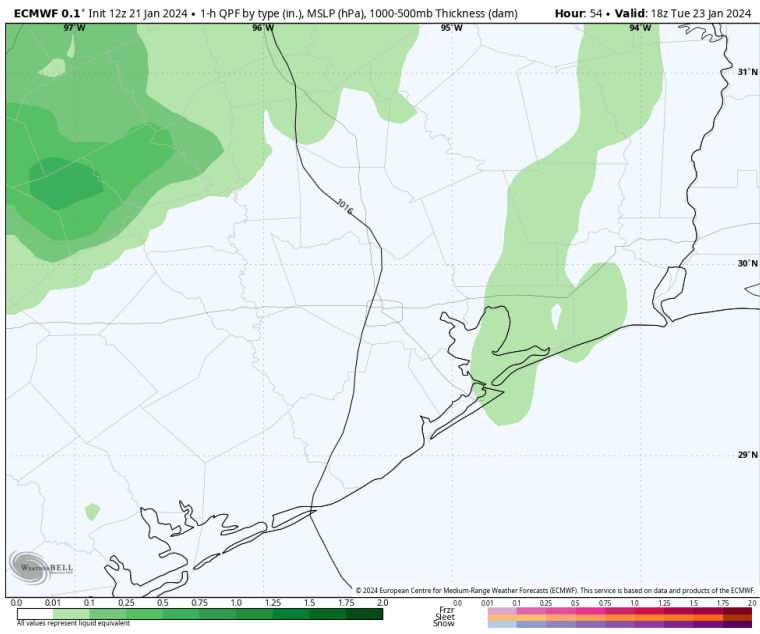 ECMWF 0.1° Init 12z 21 Jan 2024 • 1-h QPF by type (in.), MSLP (hPa), 1000-500mb Thickness (dam) Hour: 54 • Valid: 18z Tue 23 Jan 2024
97°W 96°W 95°W 94°W
31°N
1016
30°N
29°N
WEATHERBELL
© 2024 European Centre for Medium-Range Weather Forecasts (ECMWF). This service is based on data and products of the ECMWF.
0.0 0.01 0.1 0.25 0.5 0.75 1.0 1.25 1.5 1.75 2.0
All values represent liquid equivalent
0.0 0.01 0.1 0.25 0.5 0.75 1.0 1.25 1.5 1.75 2.0
Frzr
Sleet
Snow